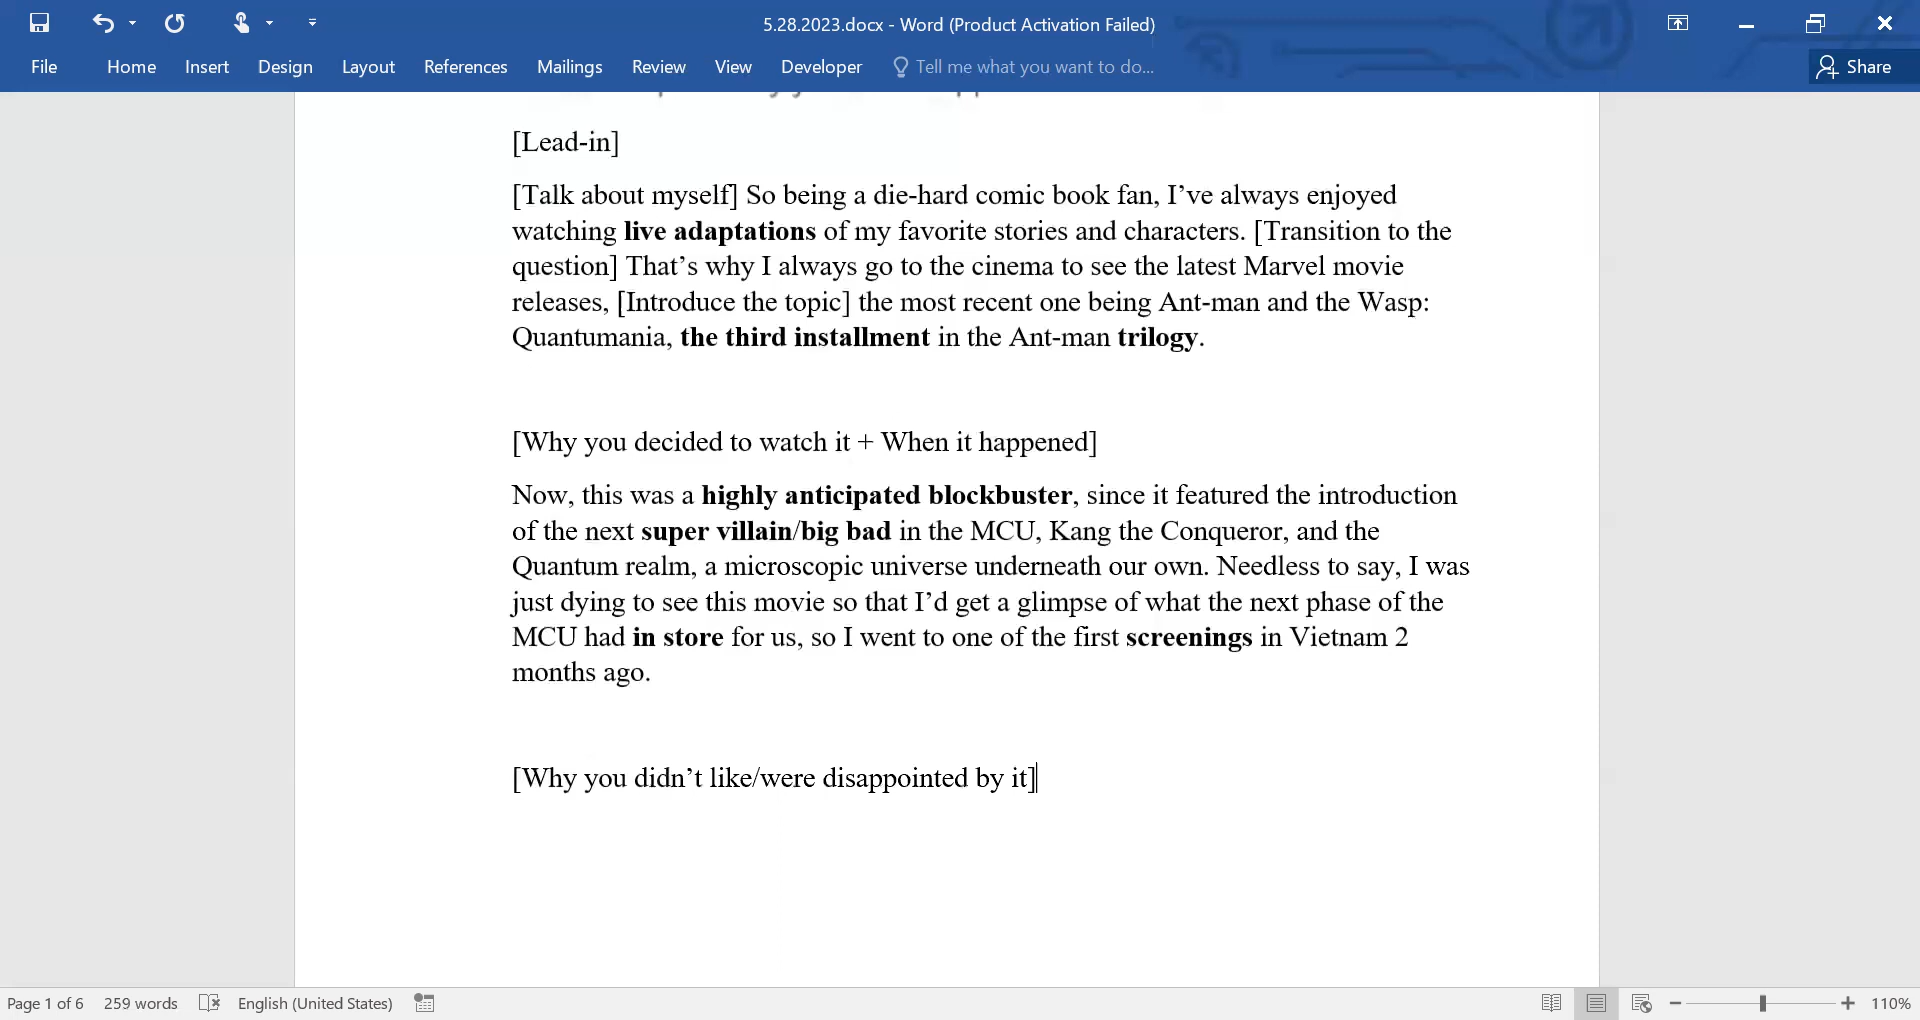 5.28.2023.docx - Word (Product Activation Failed)
File Home Insert Design Layout References Mailings Review View Developer Tell me what you want to do... Share
[Lead-in]
[Talk about myself] So being a die-hard comic book fan, I’ve always enjoyed
watching live adaptations of my favorite stories and characters. [Transition to the
question] That’s why I always go to the cinema to see the latest Marvel movie
releases, [Introduce the topic] the most recent one being Ant-man and the Wasp:
Quantumania, the third installment in the Ant-man trilogy.
[Why you decided to watch it + When it happened]
Now, this was a highly anticipated blockbuster, since it featured the introduction
of the next super villain/big bad in the MCU, Kang the Conqueror, and the
Quantum realm, a microscopic universe underneath our own. Needless to say, I was
just dying to see this movie so that I’d get a glimpse of what the next phase of the
MCU had in store for us, so I went to one of the first screenings in Vietnam 2
months ago.
[Why you didn’t like/were disappointed by it]
Page 1 of 6 259 words English (United States) 110%